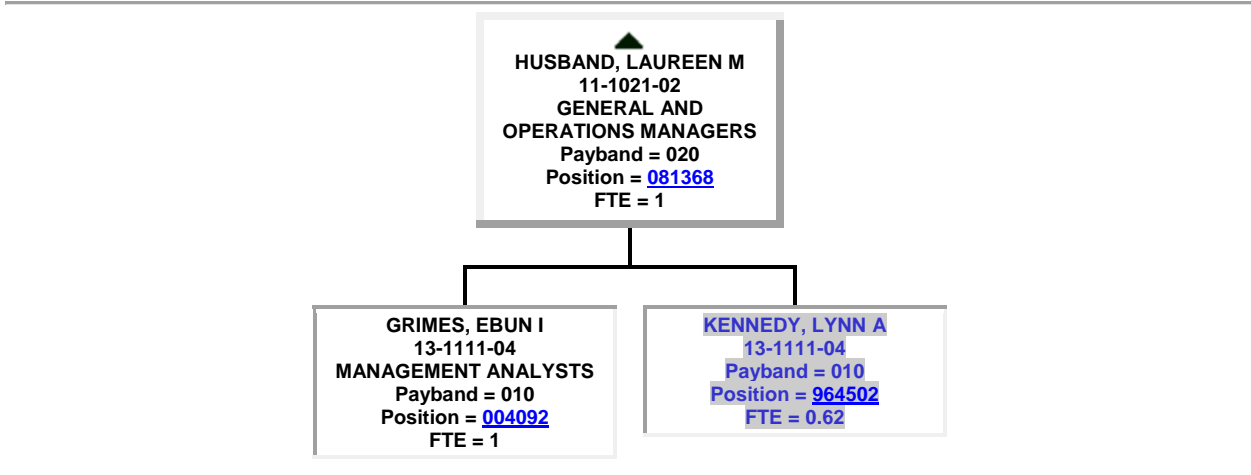 HUSBAND, LAUREEN M
11-1021-02
GENERAL AND
OPERATIONS MANAGERS
Payband = 020
Position = 081368
FTE = 1
GRIMES, EBUN I
13-1111-04
MANAGEMENT ANALYSTS
Payband = 010
Position = 004092
FTE = 1
KENNEDY, LYNN A
13-1111-04
Payband = 010
Position = 964502
FTE = 0.62